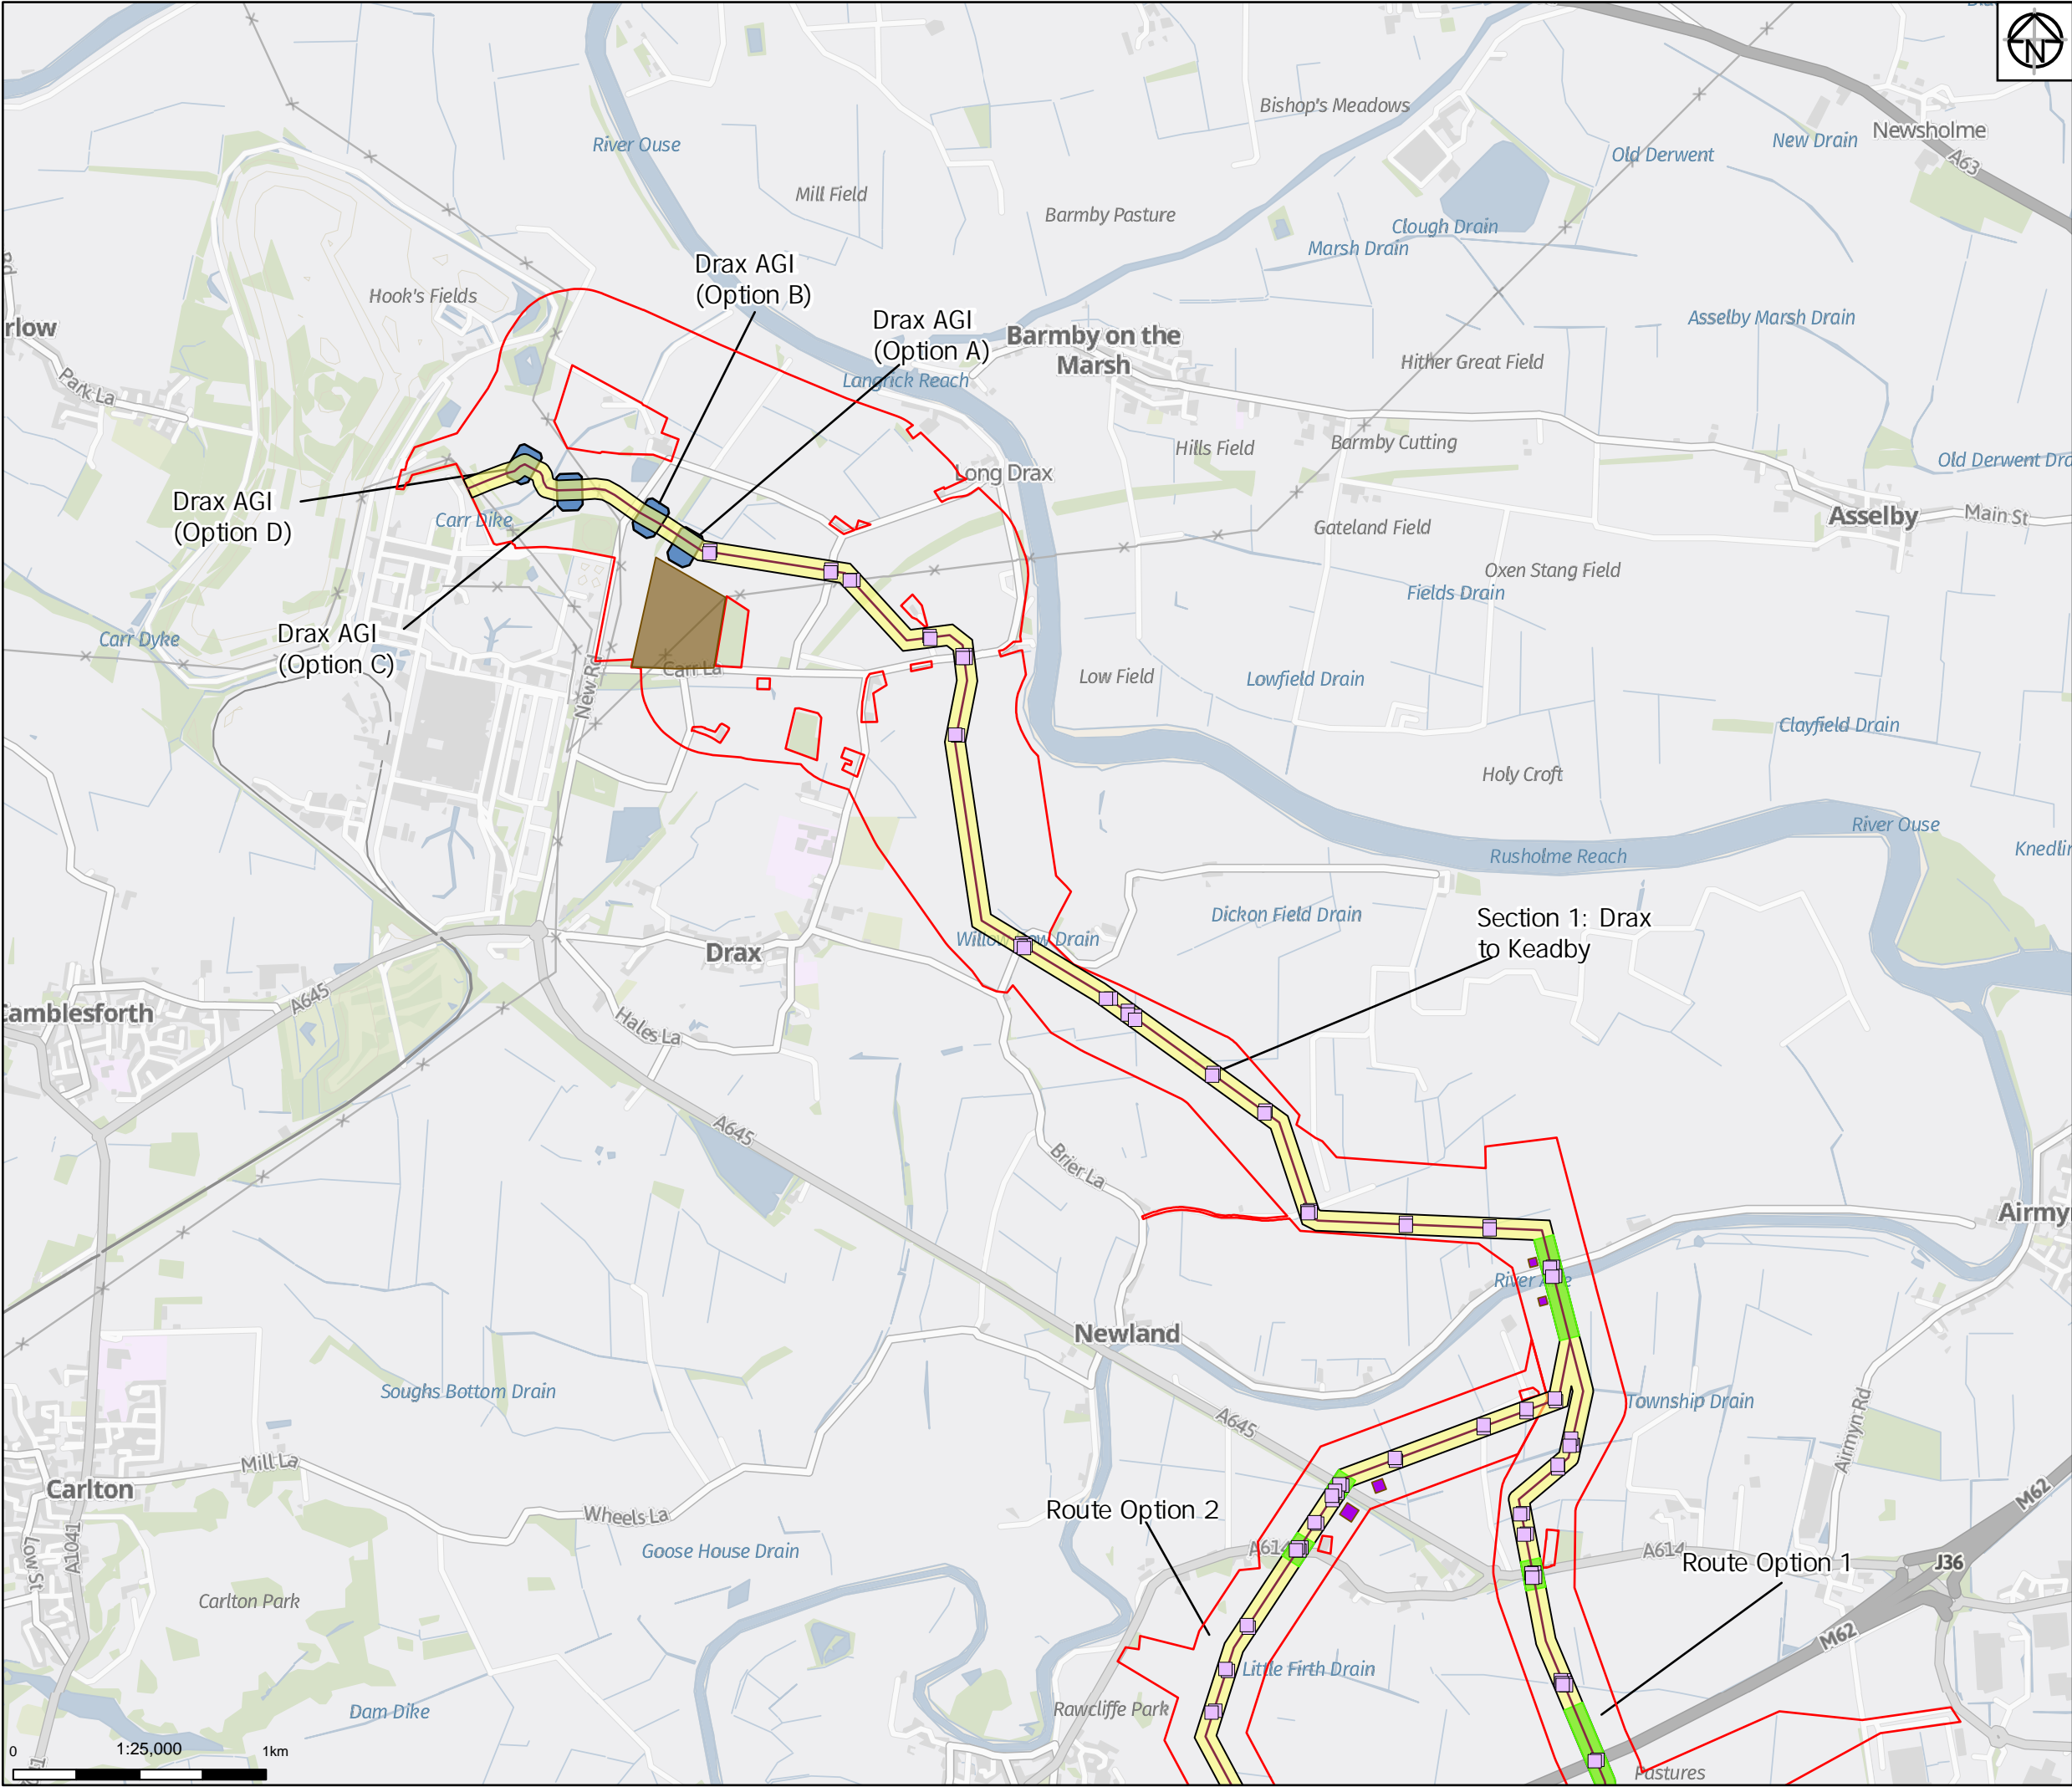 N
Bishop's Meadows
Newsholme
New Drain
River Ouse
Old Derwent
A63
Mill Field
Barmby Pasture
Clough Drain
Marsh Drain
Drax AGI
(Option B)
Hook's Fields
Drax AGI
(Option A)
Asselby Marsh Drain
rlow
Barmby on the
Marsh
Hither Great Field
Langrick Reach
Park La
Hills Field
Barmby Cutting
Old Derwent Dra
Long Drax
Drax AGI
(Option D)
Carr Dike
Asselby
Main St
Gateland Field
Oxen Stang Field
Fields Drain
Drax AGI
(Option C)
Carr Dyke
Carr La
New Rd
Low Field
Lowfield Drain
Clayfield Drain
Holy Croft
River Ouse
Rusholme Reach
Knedlin
Dickon Field Drain
Section 1: Drax
to Keadby
Drax
A645
Camblesforth
Hales La
A645
Brier La
Airmy
Newland
Soughs Bottom Drain
Township Drain
A645
Airmyn Rd
Mill La
Carlton
Wheels La
Route Option 2
M62
Low St
A1041
Goose House Drain
A614
A614
Route Option 1
J36
Carlton Park
M62
Little Firth Drain
Rawcliffe Park
Dam Dike
0
1:25,000
1km
Pastures